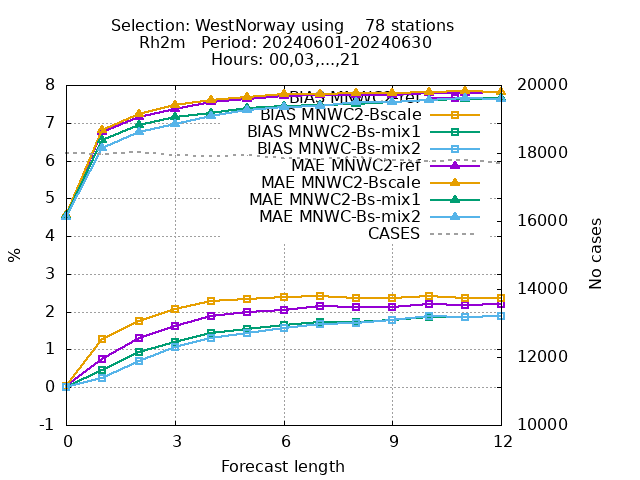 Selection: WestNorway using    78 stations
Rh2m   Period: 20240601-20240630
Hours: 00,03,...,21
8
7
6
5
4
3
2
1
0
-1
20000
18000
16000
14000
12000
10000
%
No cases
BIAS MNWC2-ref
BIAS MNWC2-Bscale
BIAS MNWC2-Bs-mix1
BIAS MNWC-Bs-mix2
MAE MNWC2-ref
MAE MNWC2-Bscale
MAE MNWC2-Bs-mix1
MAE MNWC-Bs-mix2
CASES
0 3 6 9 12
Forecast length